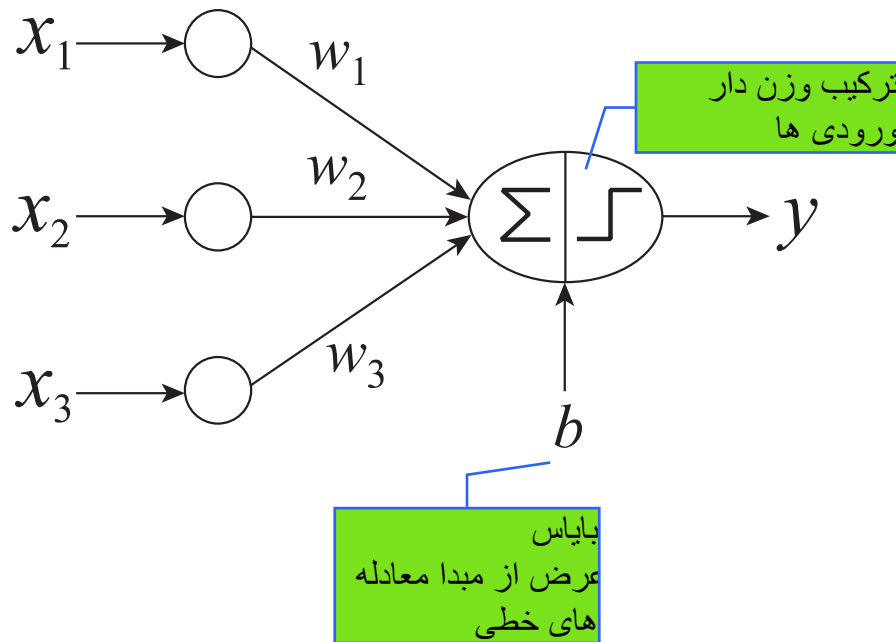 x₁
w₁
ترکیب وزن دار
ورودی ها
x₂
w₂
Σ
y
x₃
w₃
b
بایاس
عرض از مبدا معادله
های خطی